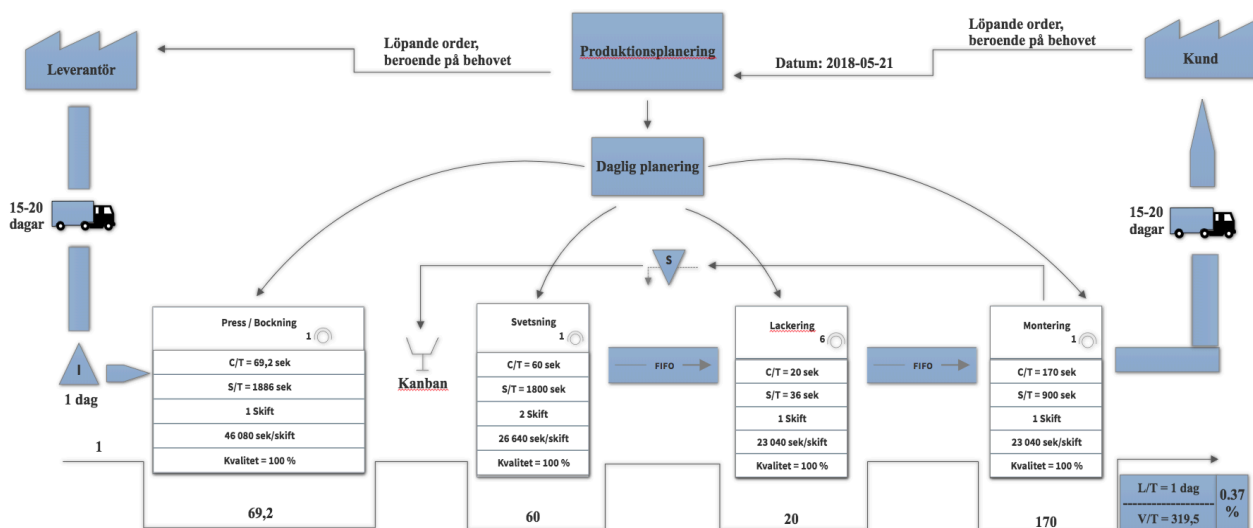 Leverantör
Löpande order,
beroende på behovet
Produktionsplanering
Datum: 2018-05-21
Löpande order,
beroende på behovet
Kund
Daglig planering
15-20
dagar
15-20
dagar
S
Press / Bockning
1
C/T = 69,2 sek
S/T = 1886 sek
1 Skift
46 080 sek/skift
Kvalitet = 100 %
Kanban
Svetsning
1
C/T = 60 sek
S/T = 1800 sek
2 Skift
26 640 sek/skift
Kvalitet = 100 %
FIFO
Lackering
6
C/T = 20 sek
S/T = 36 sek
1 Skift
23 040 sek/skift
Kvalitet = 100 %
FIFO
Montering
1
C/T = 170 sek
S/T = 900 sek
1 Skift
23 040 sek/skift
Kvalitet = 100 %
I
1 dag
1
69,2
60
20
170
L/T = 1 dag
V/T = 319,5
0.37
%